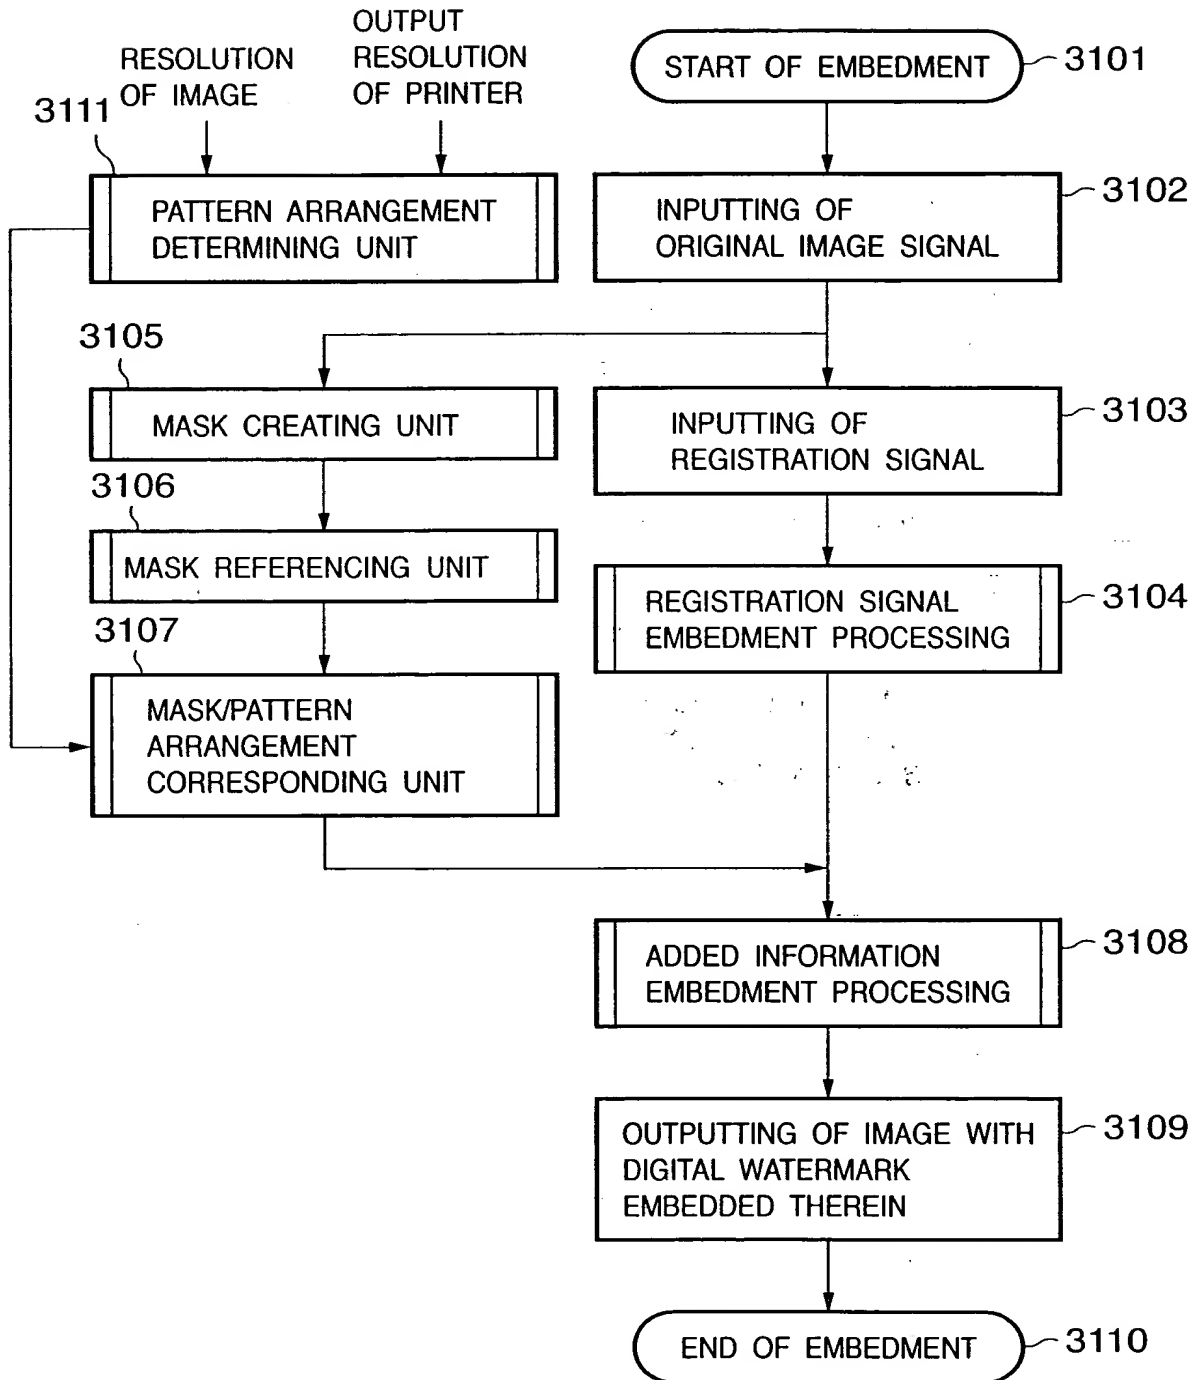 RESOLUTION
OF IMAGE
OUTPUT
RESOLUTION
OF PRINTER
START OF EMBEDMENT
3101
3111
PATTERN ARRANGEMENT
DETERMINING UNIT
INPUTTING OF
ORIGINAL IMAGE SIGNAL
3102
3105
MASK CREATING UNIT
INPUTTING OF
REGISTRATION SIGNAL
3103
3106
MASK REFERENCING UNIT
REGISTRATION SIGNAL
EMBEDMENT PROCESSING
3104
3107
MASK/PATTERN
ARRANGEMENT
CORRESPONDING UNIT
ADDED INFORMATION
EMBEDMENT PROCESSING
3108
OUTPUTTING OF IMAGE WITH
DIGITAL WATERMARK
EMBEDDED THEREIN
3109
END OF EMBEDMENT
3110